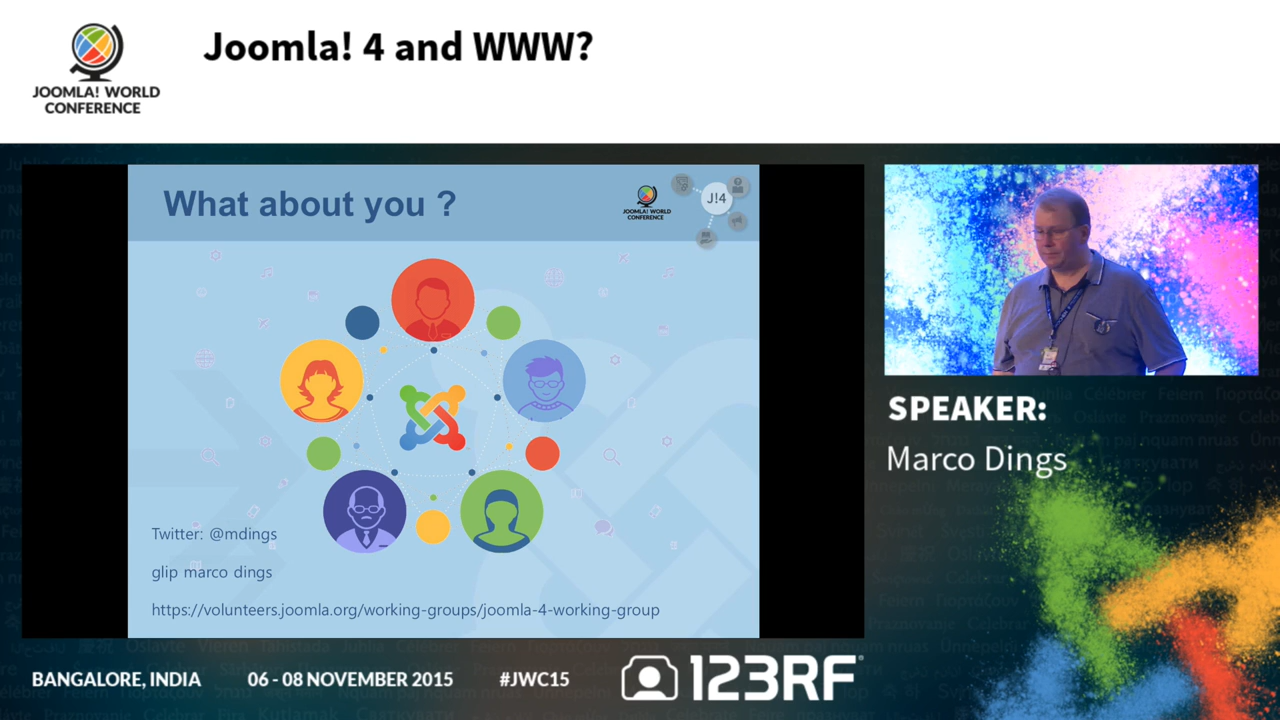 Joomla! 4 and WWW?
JOOMLA! WORLD
CONFERENCE
What about you ?
JOOMLA! WORLD
CONFERENCE
J!4
Twitter: @mdings
glip marco dings
https://volunteers.joomla.org/working-groups/joomla-4-working-group
SPEAKER:
Marco Dings
BANGALORE, INDIA
06 - 08 NOVEMBER 2015
#JWC15
123RF®